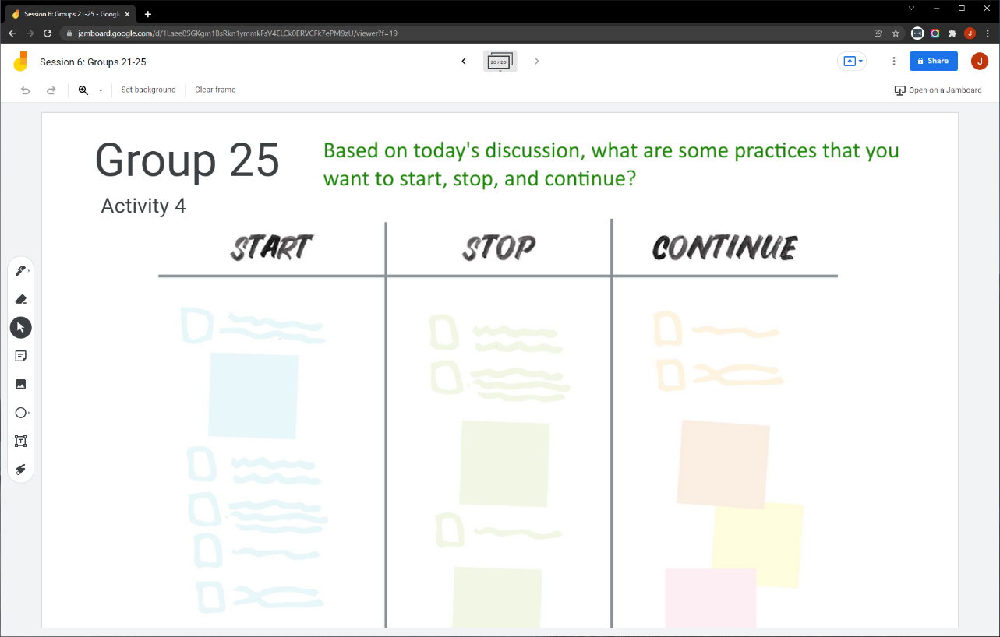 Session 6: Groups 21-25 - Googl
jamboard.google.com/d/1Laee8SGKgm1BsRkn1ymmkFsV4ELCk0ERVCFk7ePM9zU/viewer?f=19
J
Session 6: Groups 21-25
20 / 20
Share
J
Set background
Clear frame
Open on a Jamboard
Group 25
Based on today's discussion, what are some practices that you
want to start, stop, and continue?
Activity 4
START
STOP
CONTINUE